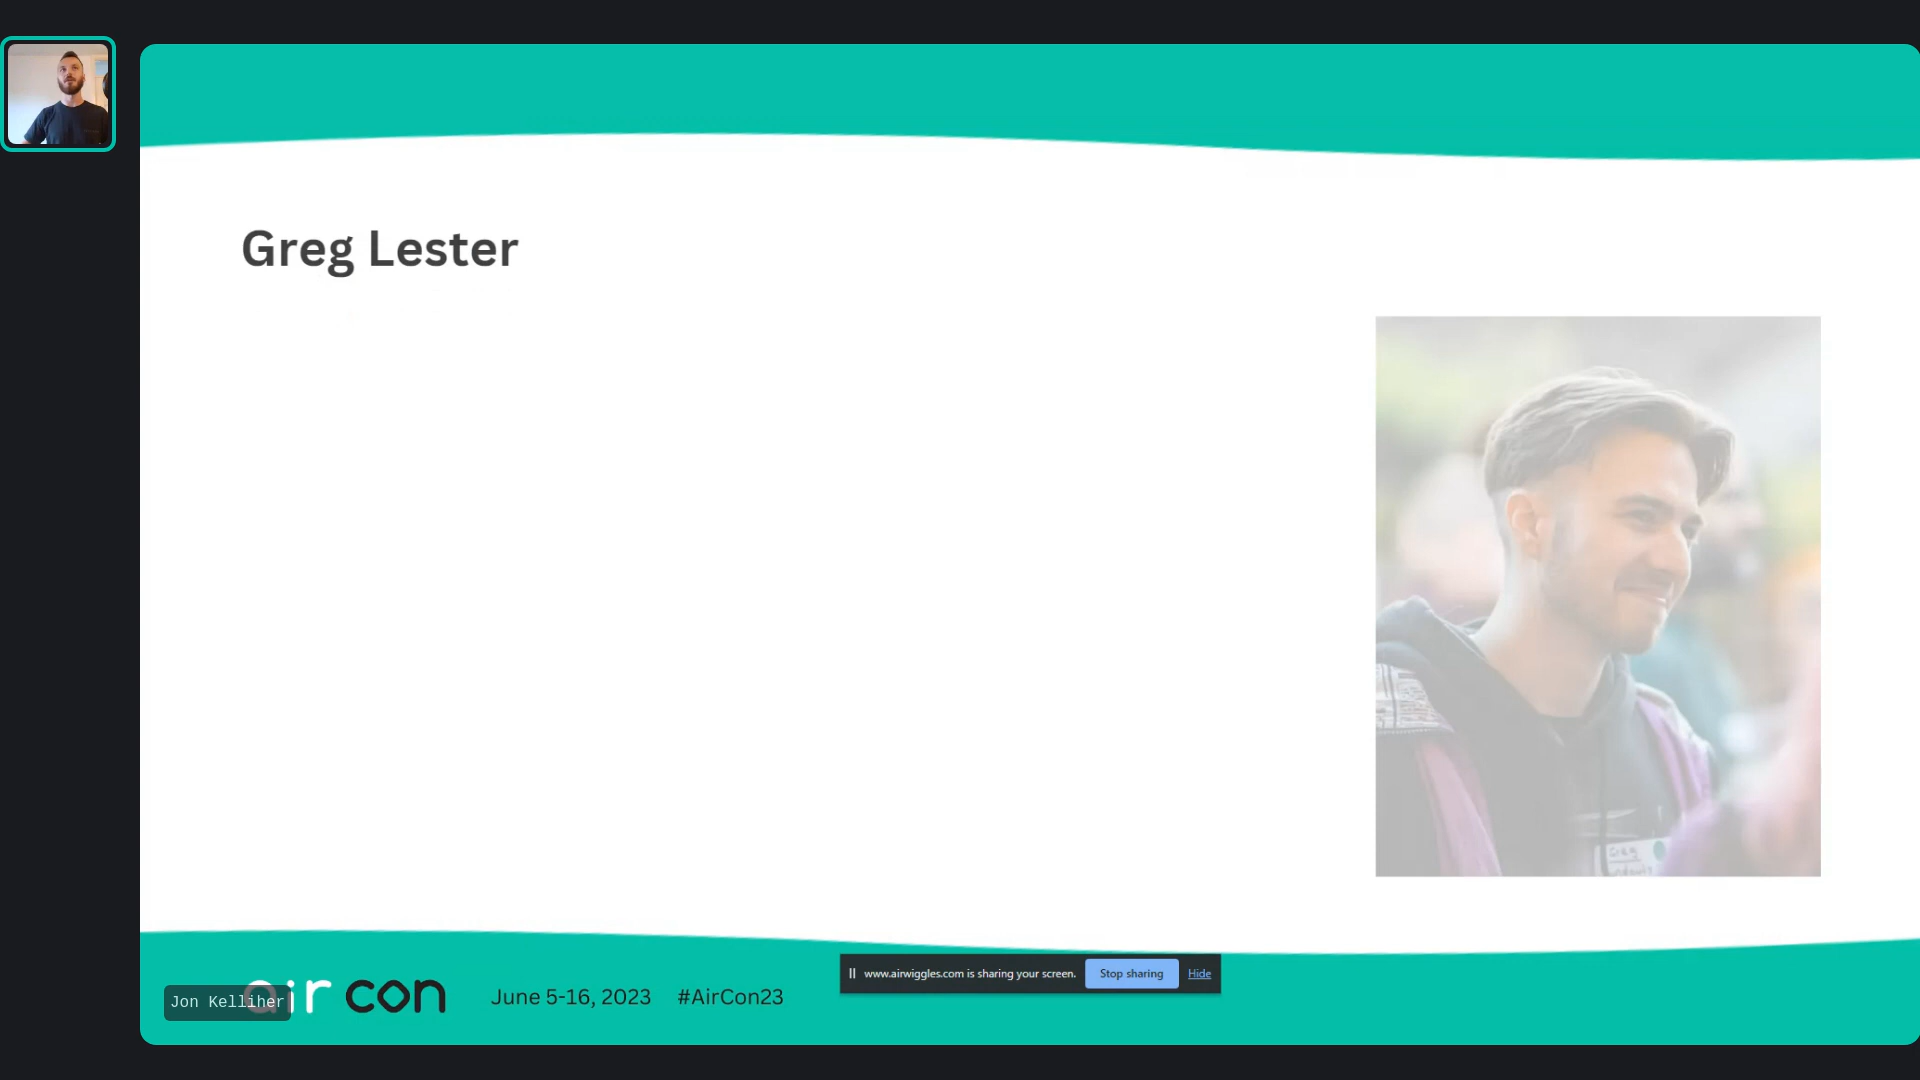 Greg Lester
Greg
www.airwiggles.com is sharing your screen.
Stop sharing
Hide
Jon Kelliher
air con
June 5-16, 2023
#AirCon23